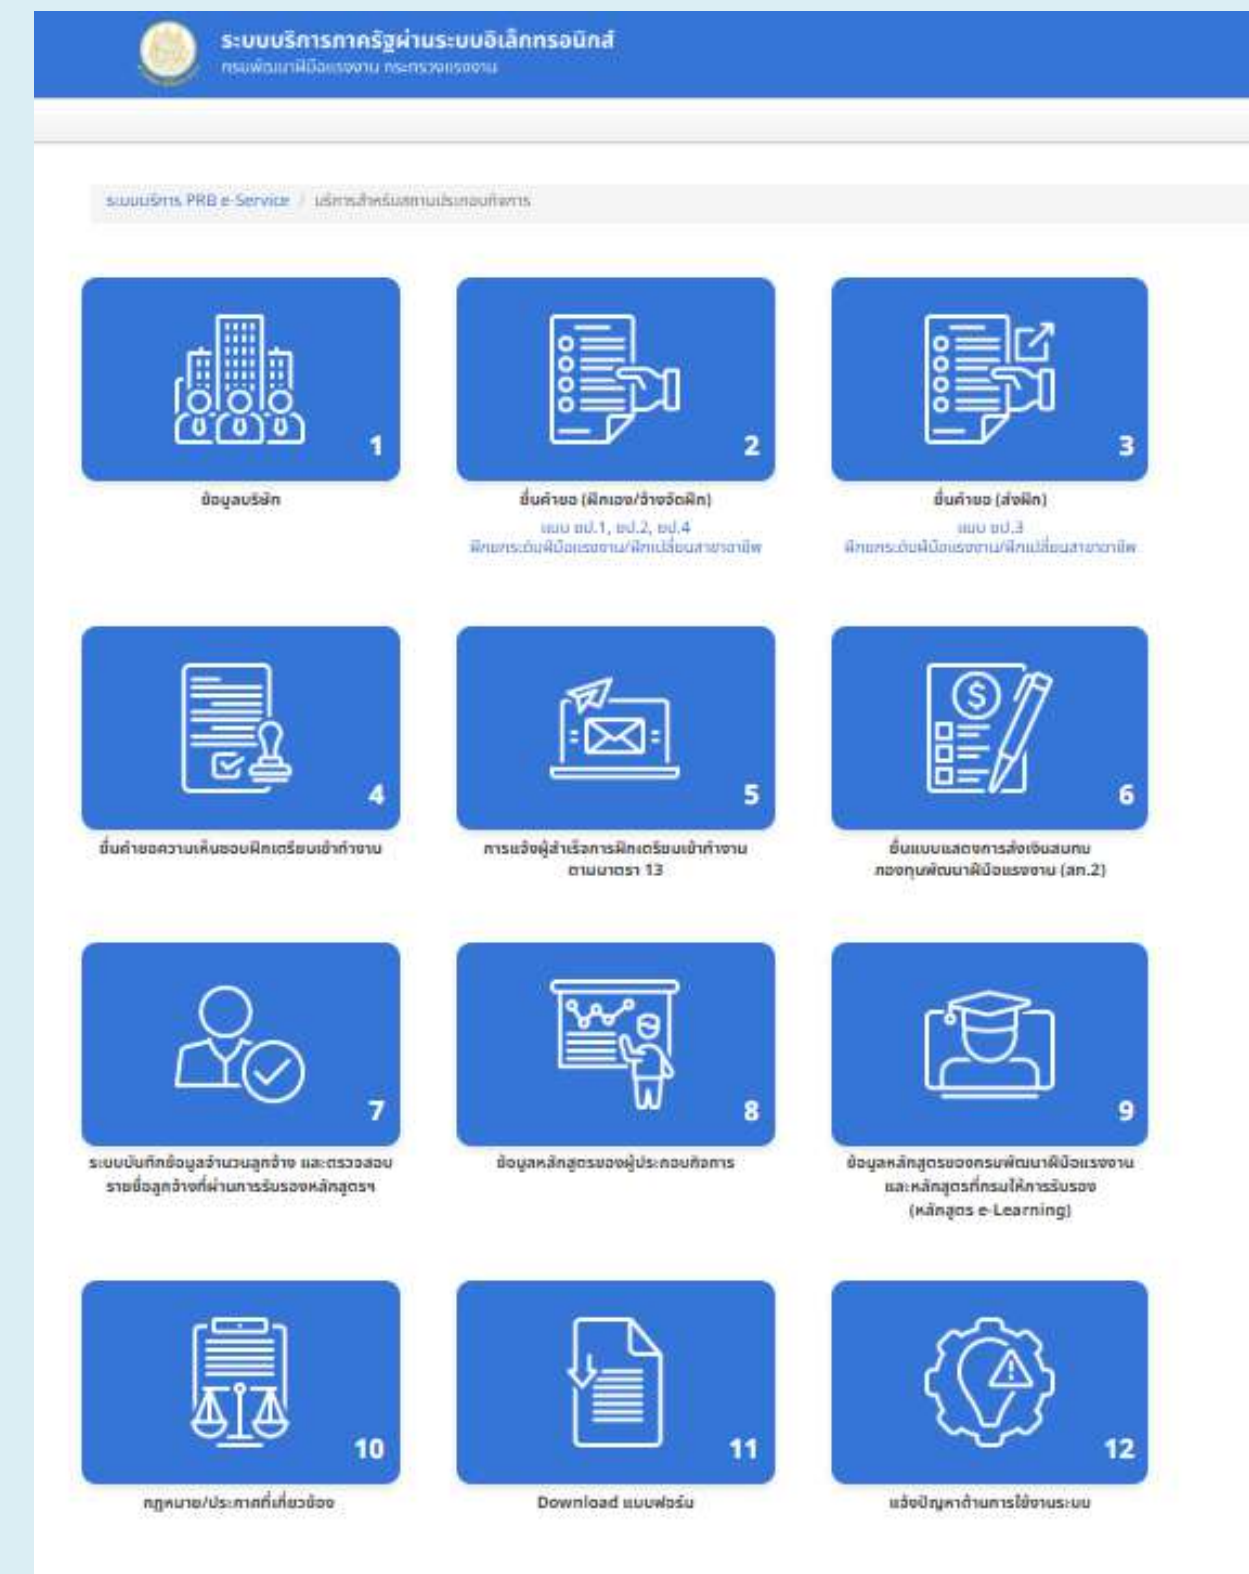 ระบบบริการภาครัฐผ่านระบบอิเล็กทรอนิกส์
กรมพัฒนาฝีมือแรงงาน กระทรวงแรงงาน
ระบบบริการ PRB e-Service / บริการสำหรับสถานประกอบกิจการ
1
2
3
ข้อมูลบริษัท
ยื่นคำขอ (ฝึกเอง/จ้างจัดฝึก)
แบบ ยป.1, ยป.2, ยป.4
ฝึกยกระดับฝีมือแรงงาน/ฝึกเปลี่ยนสาขาอาชีพ
ยื่นคำขอ (ส่งฝึก)
แบบ ยป.3
ฝึกยกระดับฝีมือแรงงาน/ฝึกเปลี่ยนสาขาอาชีพ
4
5
6
ยื่นคำขอความเห็นชอบฝึกเตรียมเข้าทำงาน
การแจ้งผู้สำเร็จการฝึกเตรียมเข้าทำงาน
ตามมาตรา 13
ยื่นแบบแสดงการส่งเงินสมทบ
กองทุนพัฒนาฝีมือแรงงาน (สท.2)
7
8
9
ระบบบันทึกข้อมูลจำนวนลูกจ้าง และตรวจสอบ
รายชื่อลูกจ้างที่ผ่านการรับรองหลักสูตรฯ
ข้อมูลหลักสูตรของผู้ประกอบกิจการ
ข้อมูลหลักสูตรของกรมพัฒนาฝีมือแรงงาน
และหลักสูตรที่กรมให้การรับรอง
(หลักสูตร e-Learning)
10
11
12
กฎหมาย/ประกาศที่เกี่ยวข้อง
Download แบบฟอร์ม
แจ้งปัญหาด้านการใช้งานระบบ